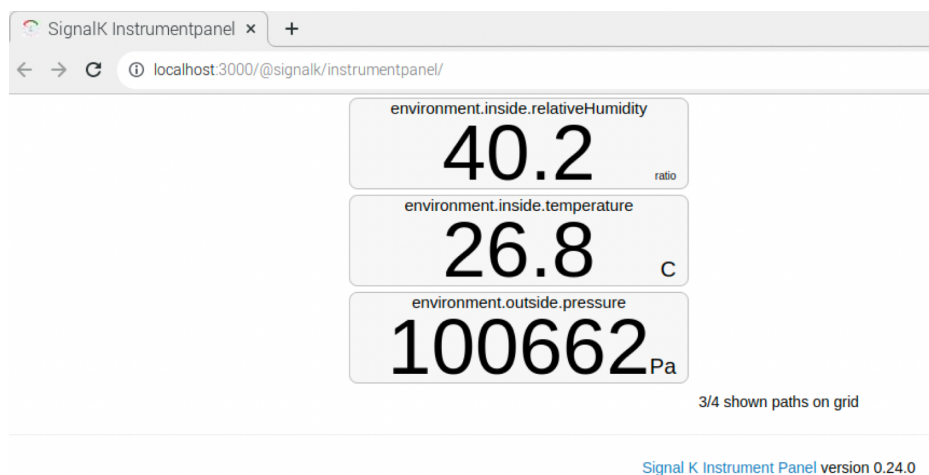 SignalK Instrumentpanel
localhost:3000/@signalk/instrumentpanel/
environment.inside.relativeHumidity
40.2 ratio
environment.inside.temperature
26.8 C
environment.outside.pressure
100662 Pa
3/4 shown paths on grid
Signal K Instrument Panel version 0.24.0